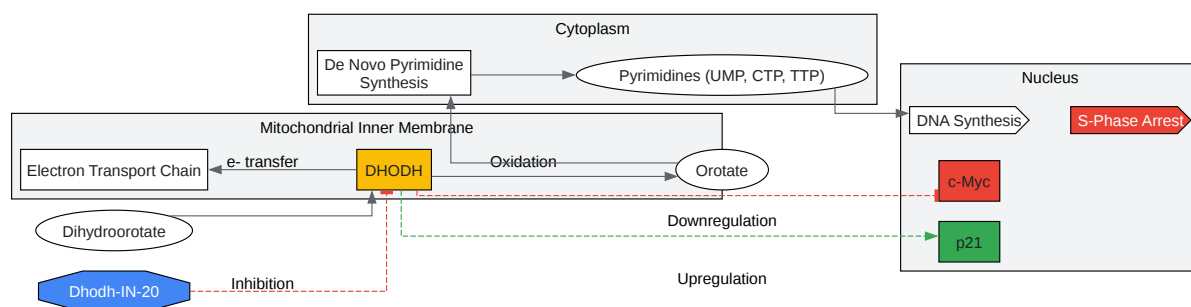 Cytoplasm
De Novo Pyrimidine
Synthesis
Pyrimidines (UMP, CTP, TTP)
Nucleus
DNA Synthesis
S-Phase Arrest
Mitochondrial Inner Membrane
Electron Transport Chain
e- transfer
DHODH
Oxidation
Orotate
c-Myc
Dihydroorotate
Downregulation
p21
Dhodh-IN-20
Inhibition
Upregulation